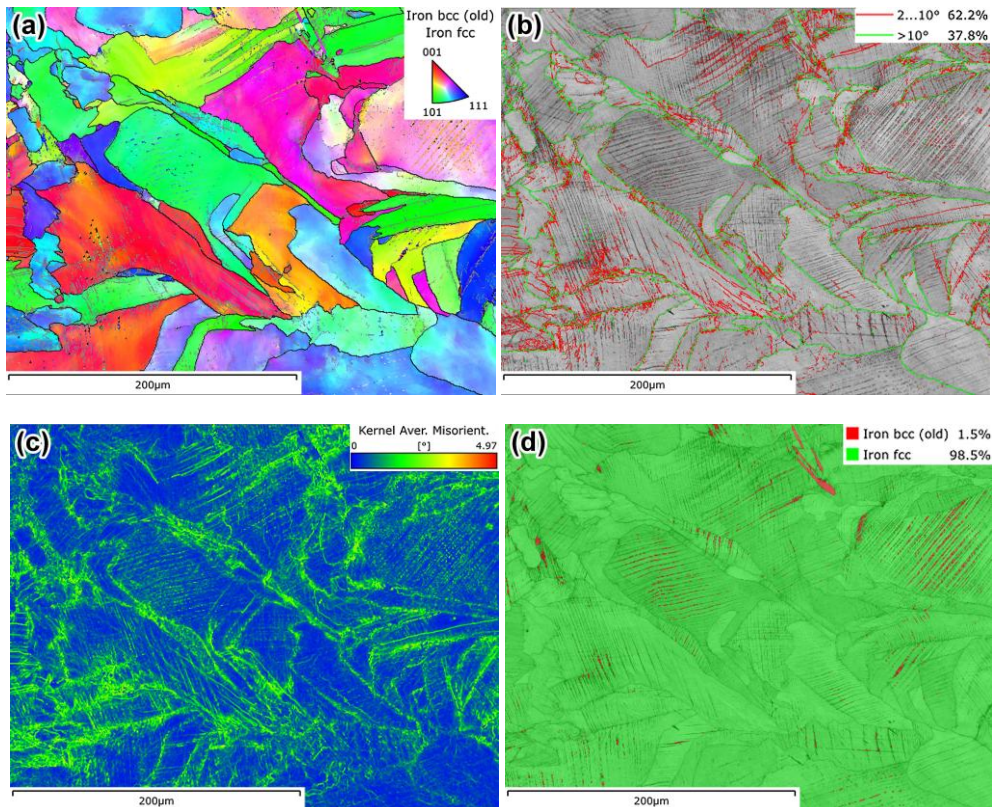 (a)
Iron bcc (old)
Iron fcc
001
101
111
200µm
(b)
2...10° 62.2%
>10° 37.8%
200µm
(c)
Kernel Aver. Misorient.
0 [°] 4.97
200µm
(d)
Iron bcc (old) 1.5%
Iron fcc 98.5%
200µm